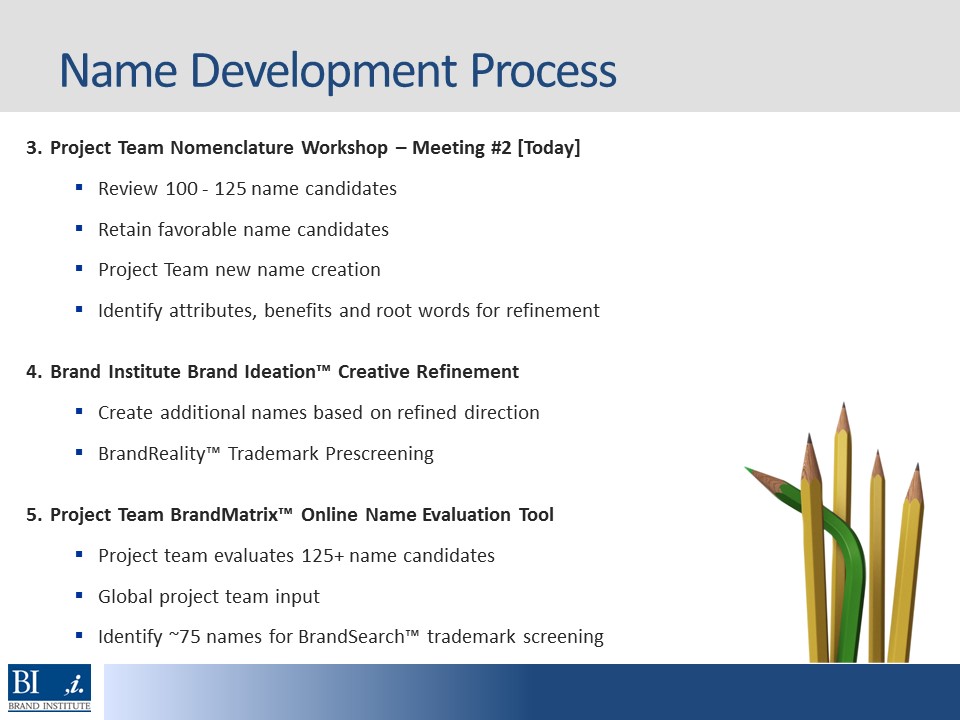 Name Development Process
3. Project Team Nomenclature Workshop – Meeting #2 [Today]
▪ Review 100 - 125 name candidates
▪ Retain favorable name candidates
▪ Project Team new name creation
▪ Identify attributes, benefits and root words for refinement
4. Brand Institute Brand Ideation™ Creative Refinement
▪ Create additional names based on refined direction
▪ BrandReality™ Trademark Prescreening
5. Project Team BrandMatrix™ Online Name Evaluation Tool
▪ Project team evaluates 125+ name candidates
▪ Global project team input
▪ Identify ~75 names for BrandSearch™ trademark screening
BI ,i.
BRAND INSTITUTE